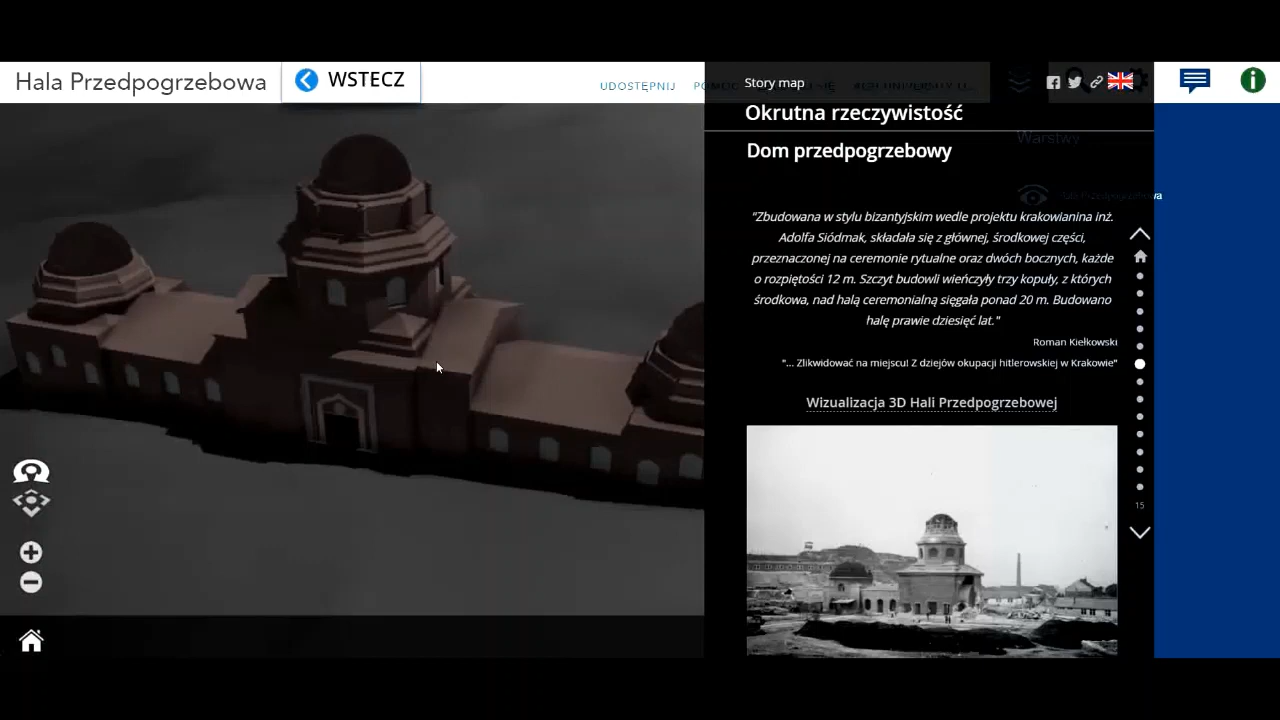 Hala Przedpogrzebowa
WSTECZ
UDOSTĘPNIJ
Story map
Okrutna rzeczywistość
Warstwy
Dom przedpogrzebowy
"Zbudowana w stylu bizantyjskim wedle projektu krakowianina inż.
Adolfa Siódmak, składała się z głównej, środkowej części,
przeznaczonej na ceremonie rytualne oraz dwóch bocznych, każde
o rozpiętości 12 m. Szczyt budowli wieńczyły trzy kopuły, z których
środkowa, nad halą ceremonialną sięgała ponad 20 m. Budowano
halę prawie dziesięć lat."
Roman Kiełkowski
"... Zlikwidować na miejscu! Z dziejów okupacji hitlerowskiej w Krakowie"
Wizualizacja 3D Hali Przedpogrzebowej
15